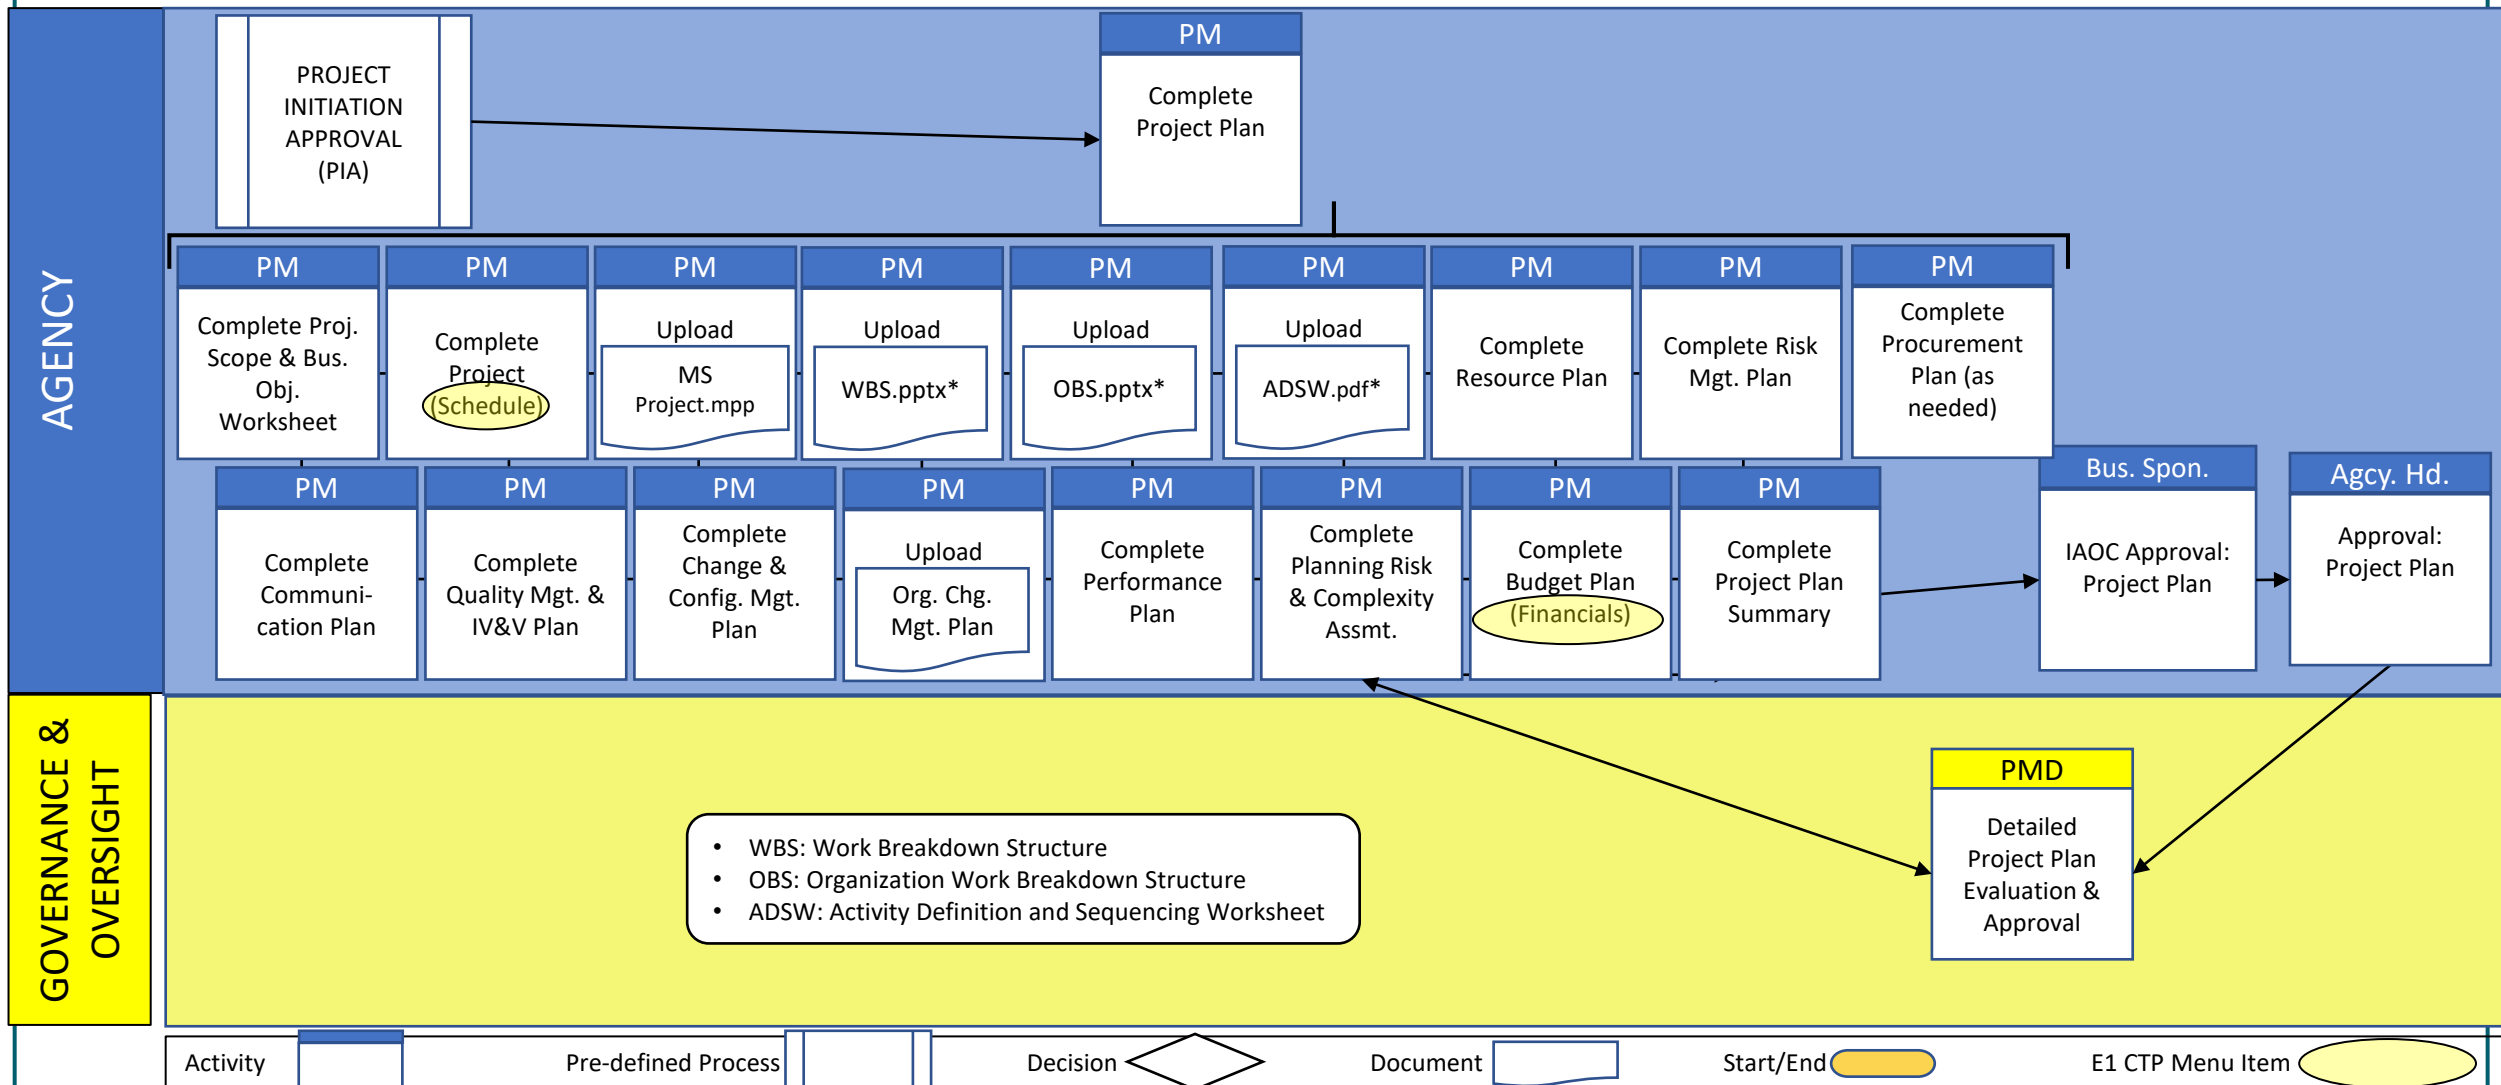 AGENCY
PROJECT
INITIATION
APPROVAL
(PIA)
PM
Complete
Project Plan
PM
Complete Proj.
Scope & Bus.
Obj.
Worksheet
PM
Complete
Project
(Schedule)
PM
Upload
MS
Project.mpp
PM
Upload
WBS.pptx*
PM
Upload
OBS.pptx*
PM
Upload
ADSW.pdf*
PM
Complete
Resource Plan
PM
Complete Risk
Mgt. Plan
PM
Complete
Procurement
Plan (as
needed)
PM
Complete
Communi-
cation Plan
PM
Complete
Quality Mgt. &
IV&V Plan
PM
Complete
Change &
Config. Mgt.
Plan
PM
Upload
Org. Chg.
Mgt. Plan
PM
Complete
Performance
Plan
PM
Complete
Planning Risk
& Complexity
Assmt.
PM
Complete
Budget Plan
(Financials)
PM
Complete
Project Plan
Summary
Bus. Spon.
IAOC Approval:
Project Plan
Agcy. Hd.
Approval:
Project Plan
GOVERNANCE &
OVERSIGHT
• WBS: Work Breakdown Structure
• OBS: Organization Work Breakdown Structure
• ADSW: Activity Definition and Sequencing Worksheet
PMD
Detailed
Project Plan
Evaluation &
Approval
Activity
Pre-defined Process
Decision
Document
Start/End
E1 CTP Menu Item